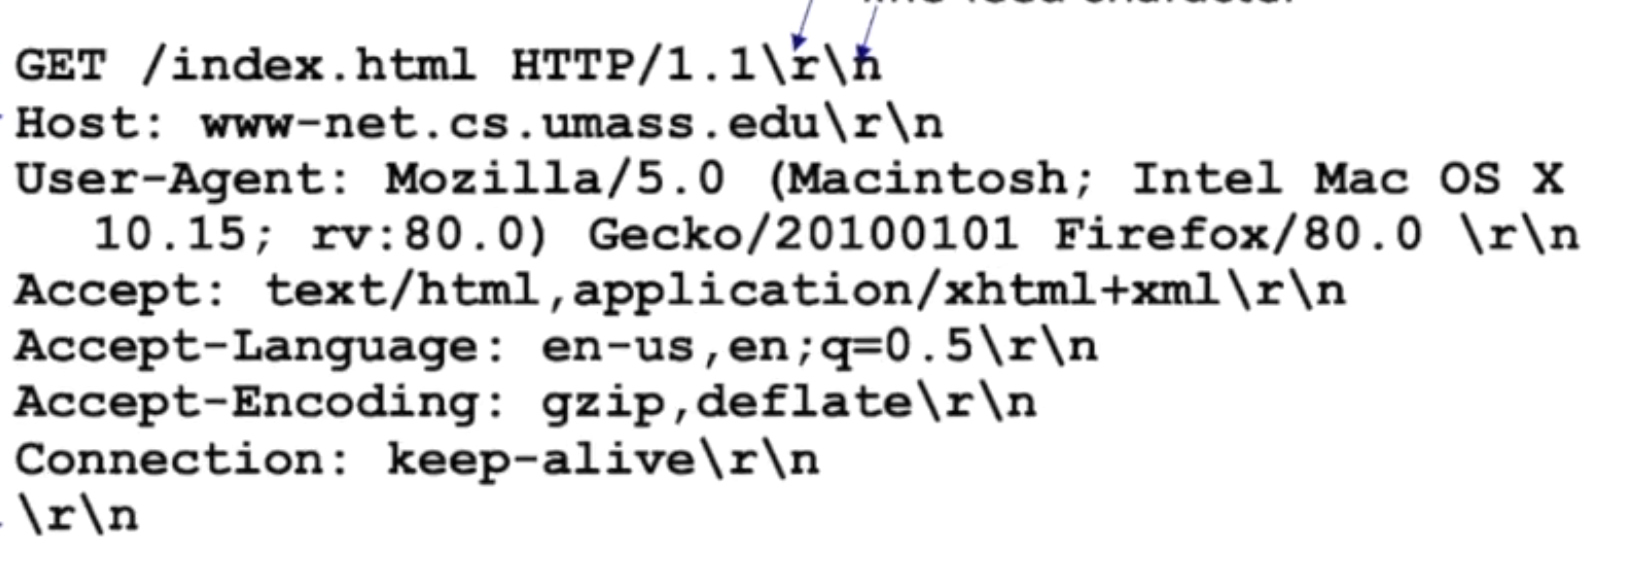 GET /index.html HTTP/1.1\r\n
Host: www-net.cs.umass.edu\r\n
User-Agent: Mozilla/5.0 (Macintosh; Intel Mac OS X
10.15; rv:80.0) Gecko/20100101 Firefox/80.0 \r\n
Accept: text/html,application/xhtml+xml\r\n
Accept-Language: en-us,en;q=0.5\r\n
Accept-Encoding: gzip,deflate\r\n
Connection: keep-alive\r\n
\r\n